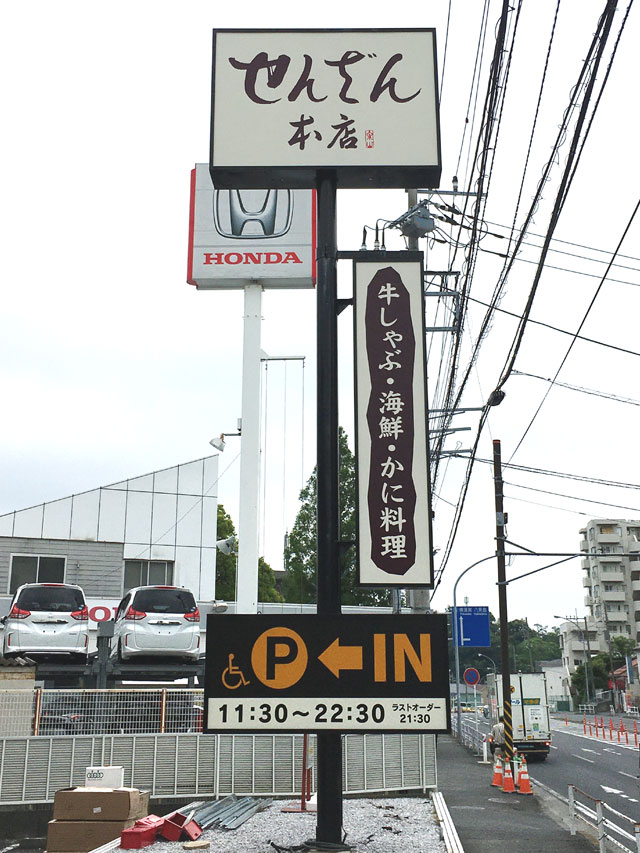 せんざん
本店
HONDA
牛しゃぶ・海鮮・かに料理
HON
P ← IN
11:30～22:30 ラストオーダー
21:30